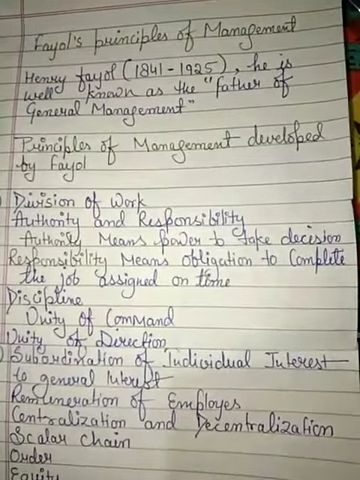 Fayol's principles of Management
Henry fayol (1841-1925), he is
well known as the "father of
General Management"
Principles of Management developed
by Fayol
Division of Work
Authority and Responsibility
Authority Means power to take decision
Responsibility Means obligation to Complete
the job assigned on time
Discipline
Unity of Command
Unity of Direction
Subordination of Individual Interest
to general Interest
Remuneration of Employes
Centralization and Decentralization
Scalar chain
Order
Equity